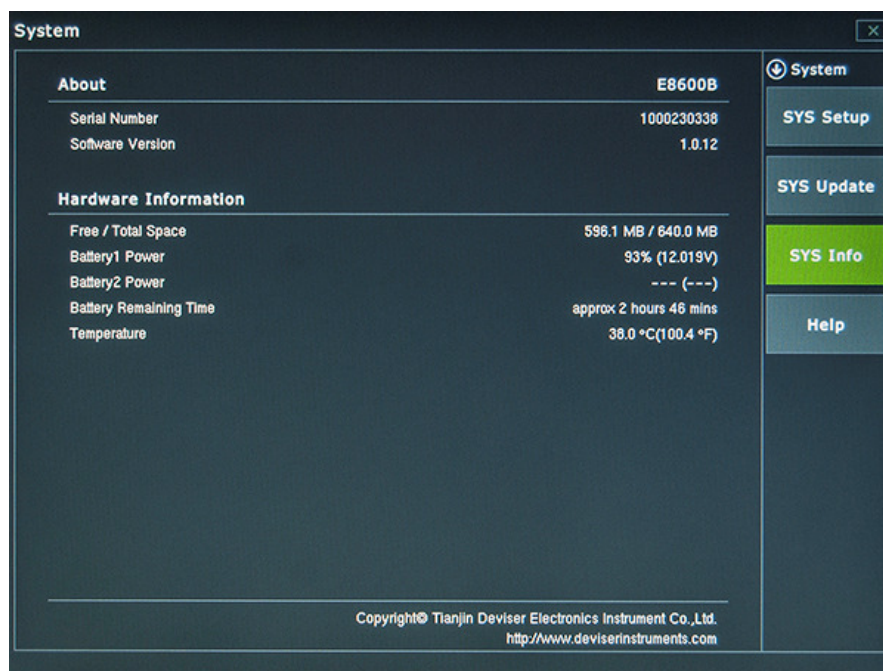 System
About E8600B
Serial Number 1000230338
Software Version 1.0.12
Hardware Information
Free / Total Space 596.1 MB / 640.0 MB
Battery1 Power 93% (12.019V)
Battery2 Power --- (---)
Battery Remaining Time approx 2 hours 46 mins
Temperature 38.0 °C(100.4 °F)
Copyright© Tianjin Deviser Electronics Instrument Co.,Ltd.
http://www.deviserinstruments.com
System
SYS Setup
SYS Update
SYS Info
Help